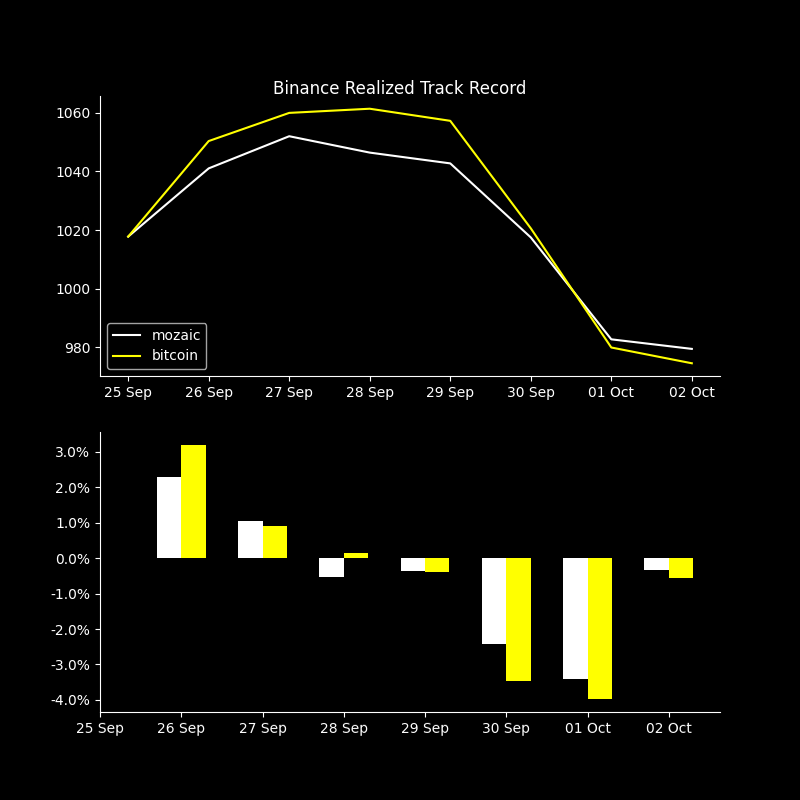 Binance Realized Track Record
1060
1040
1020
1000
980
mozaic
bitcoin
25 Sep 26 Sep 27 Sep 28 Sep 29 Sep 30 Sep 01 Oct 02 Oct
3.0%
2.0%
1.0%
0.0%
-1.0%
-2.0%
-3.0%
-4.0%
25 Sep 26 Sep 27 Sep 28 Sep 29 Sep 30 Sep 01 Oct 02 Oct